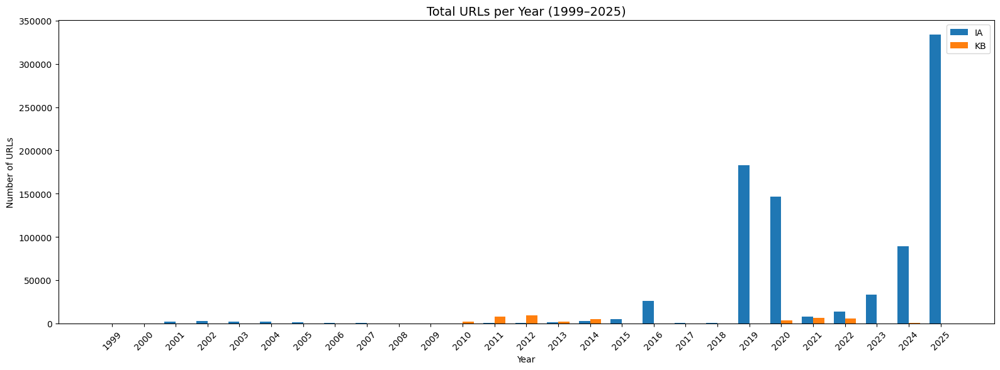 Total URLs per Year (1999–2025)
350000
300000
250000
200000
150000
100000
50000
0
Number of URLs
IA
KB
1999 2000 2001 2002 2003 2004 2005 2006 2007 2008 2009 2010 2011 2012 2013 2014 2015 2016 2017 2018 2019 2020 2021 2022 2023 2024 2025
Year